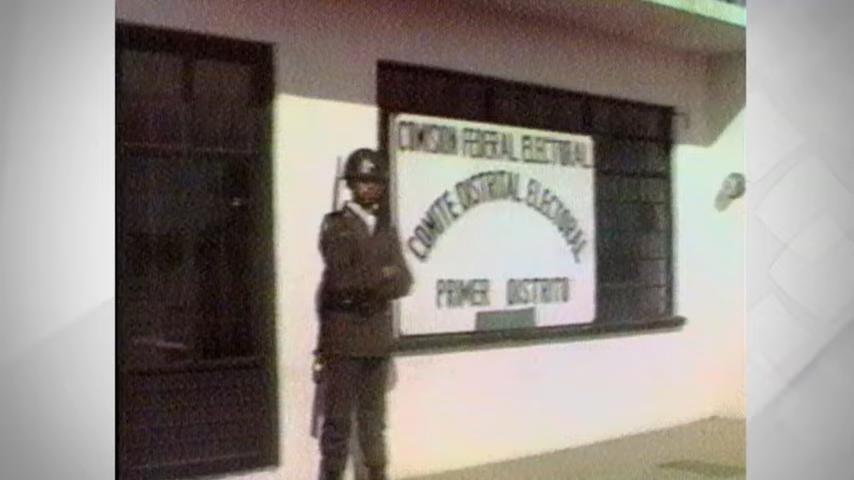 COMISION FEDERAL ELECTORAL
COMITE DISTRITAL ELECTORAL
PRIMER DISTRITO